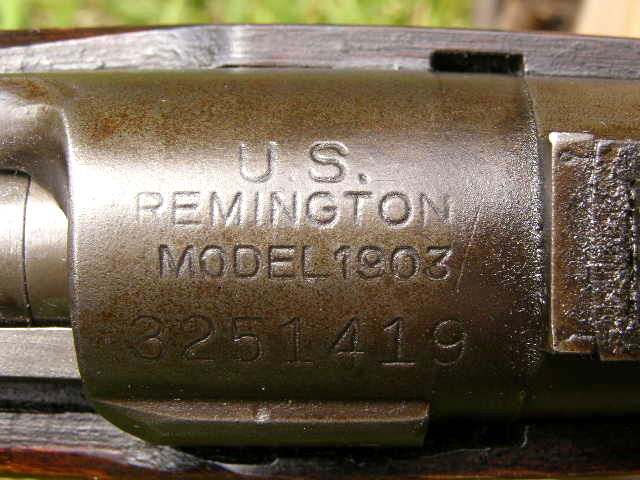 U.S.
REMINGTON
MODEL 1903
3251419